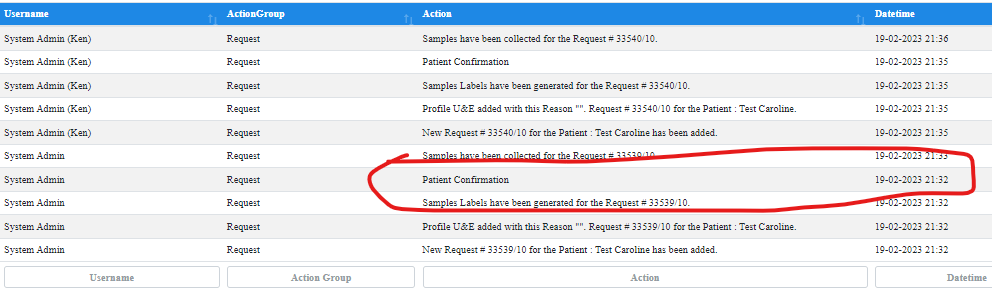 Username ActionGroup Action Datetime
System Admin (Ken) Request Samples have been collected for the Request # 33540/10. 19-02-2023 21:36
System Admin (Ken) Request Patient Confirmation 19-02-2023 21:35
System Admin (Ken) Request Samples Labels have been generated for the Request # 33540/10. 19-02-2023 21:35
System Admin (Ken) Request Profile U&E added with this Reason "". Request # 33540/10 for the Patient : Test Caroline. 19-02-2023 21:35
System Admin (Ken) Request New Request # 33540/10 for the Patient : Test Caroline has been added. 19-02-2023 21:35
System Admin Request Samples have been collected for the Request # 33539/10. 19-02-2023 21:33
System Admin Request Patient Confirmation 19-02-2023 21:32
System Admin Request Samples Labels have been generated for the Request # 33539/10. 19-02-2023 21:32
System Admin Request Profile U&E added with this Reason "". Request # 33539/10 for the Patient : Test Caroline. 19-02-2023 21:32
System Admin Request New Request # 33539/10 for the Patient : Test Caroline has been added. 19-02-2023 21:32
Username Action Group Action Datetime